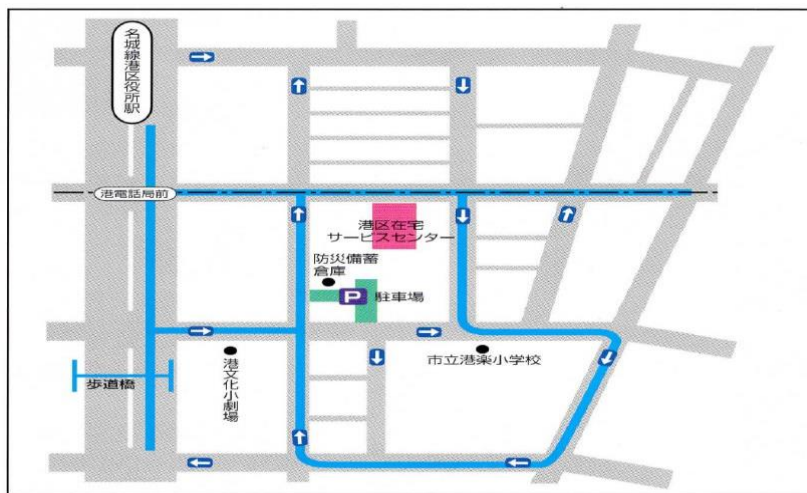 名城線港区役所駅
港電話局前
港区在宅
サービスセンター
防災備蓄
倉庫
P 駐車場
市立港楽小学校
港文化小劇場
歩道橋